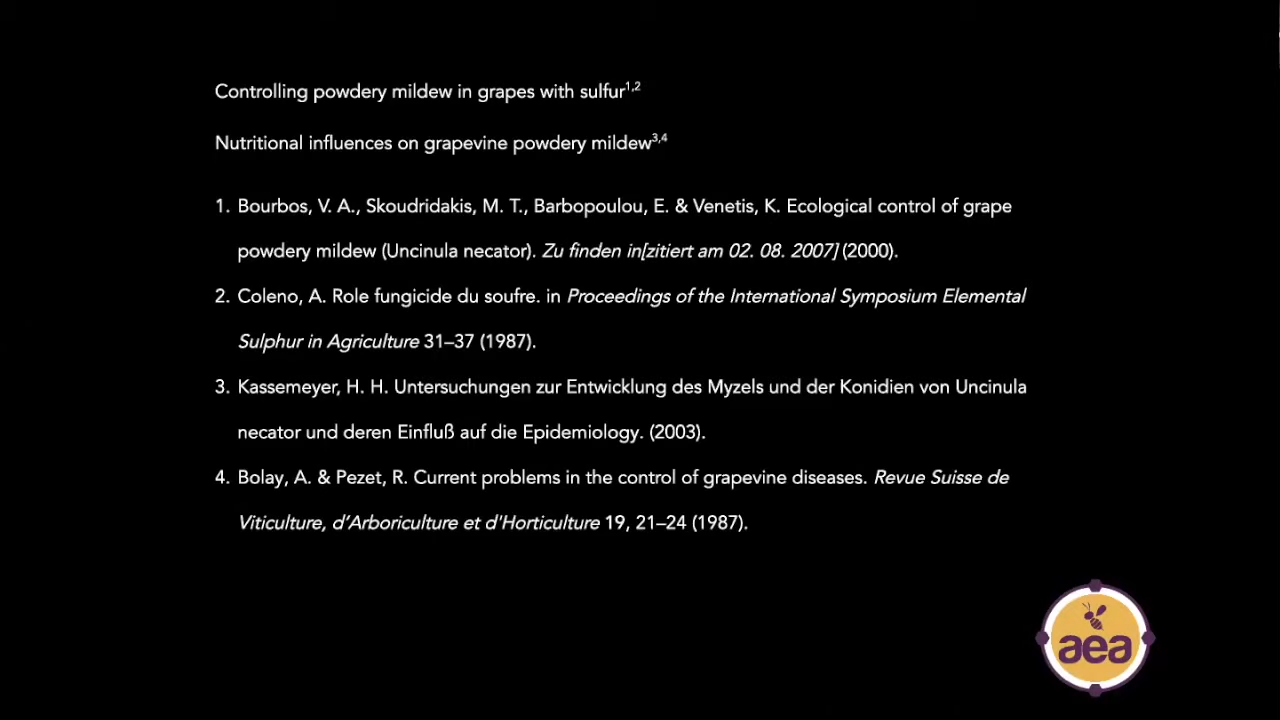 Controlling powdery mildew in grapes with sulfur1,2
Nutritional influences on grapevine powdery mildew3,4
1. Bourbos, V. A., Skoudridakis, M. T., Barbopoulou, E. & Venetis, K. Ecological control of grape
powdery mildew (Uncinula necator). Zu finden in[zitiert am 02. 08. 2007] (2000).
2. Coleno, A. Role fungicide du soufre. in Proceedings of the International Symposium Elemental
Sulphur in Agriculture 31–37 (1987).
3. Kassemeyer, H. H. Untersuchungen zur Entwicklung des Myzels und der Konidien von Uncinula
necator und deren Einfluß auf die Epidemiology. (2003).
4. Bolay, A. & Pezet, R. Current problems in the control of grapevine diseases. Revue Suisse de
Viticulture, d’Arboriculture et d'Horticulture 19, 21–24 (1987).
aea